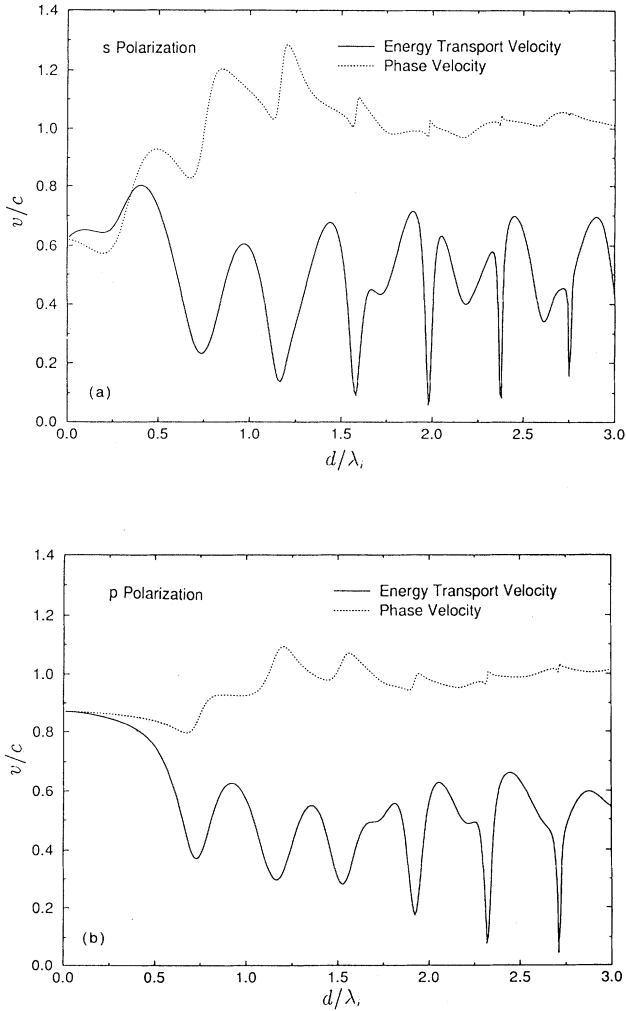 1.4
s Polarization
Energy Transport Velocity
Phase Velocity
1.2
1.0
0.8
v/c
0.6
0.4
0.2
(a)
0.0
0.0 0.5 1.0 1.5 2.0 2.5 3.0
d/λᵢ
1.4
p Polarization
Energy Transport Velocity
Phase Velocity
1.2
1.0
0.8
v/c
0.6
0.4
0.2
(b)
0.0
0.0 0.5 1.0 1.5 2.0 2.5 3.0
d/λᵢ